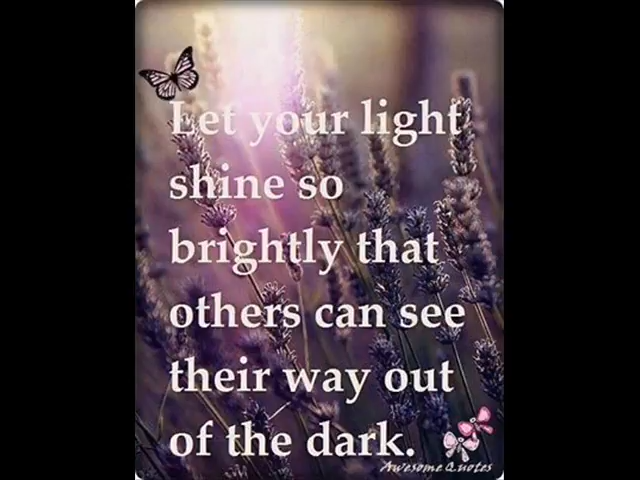 Let your light
shine so
brightly that
others can see
their way out
of the dark.
Awesome Quotes